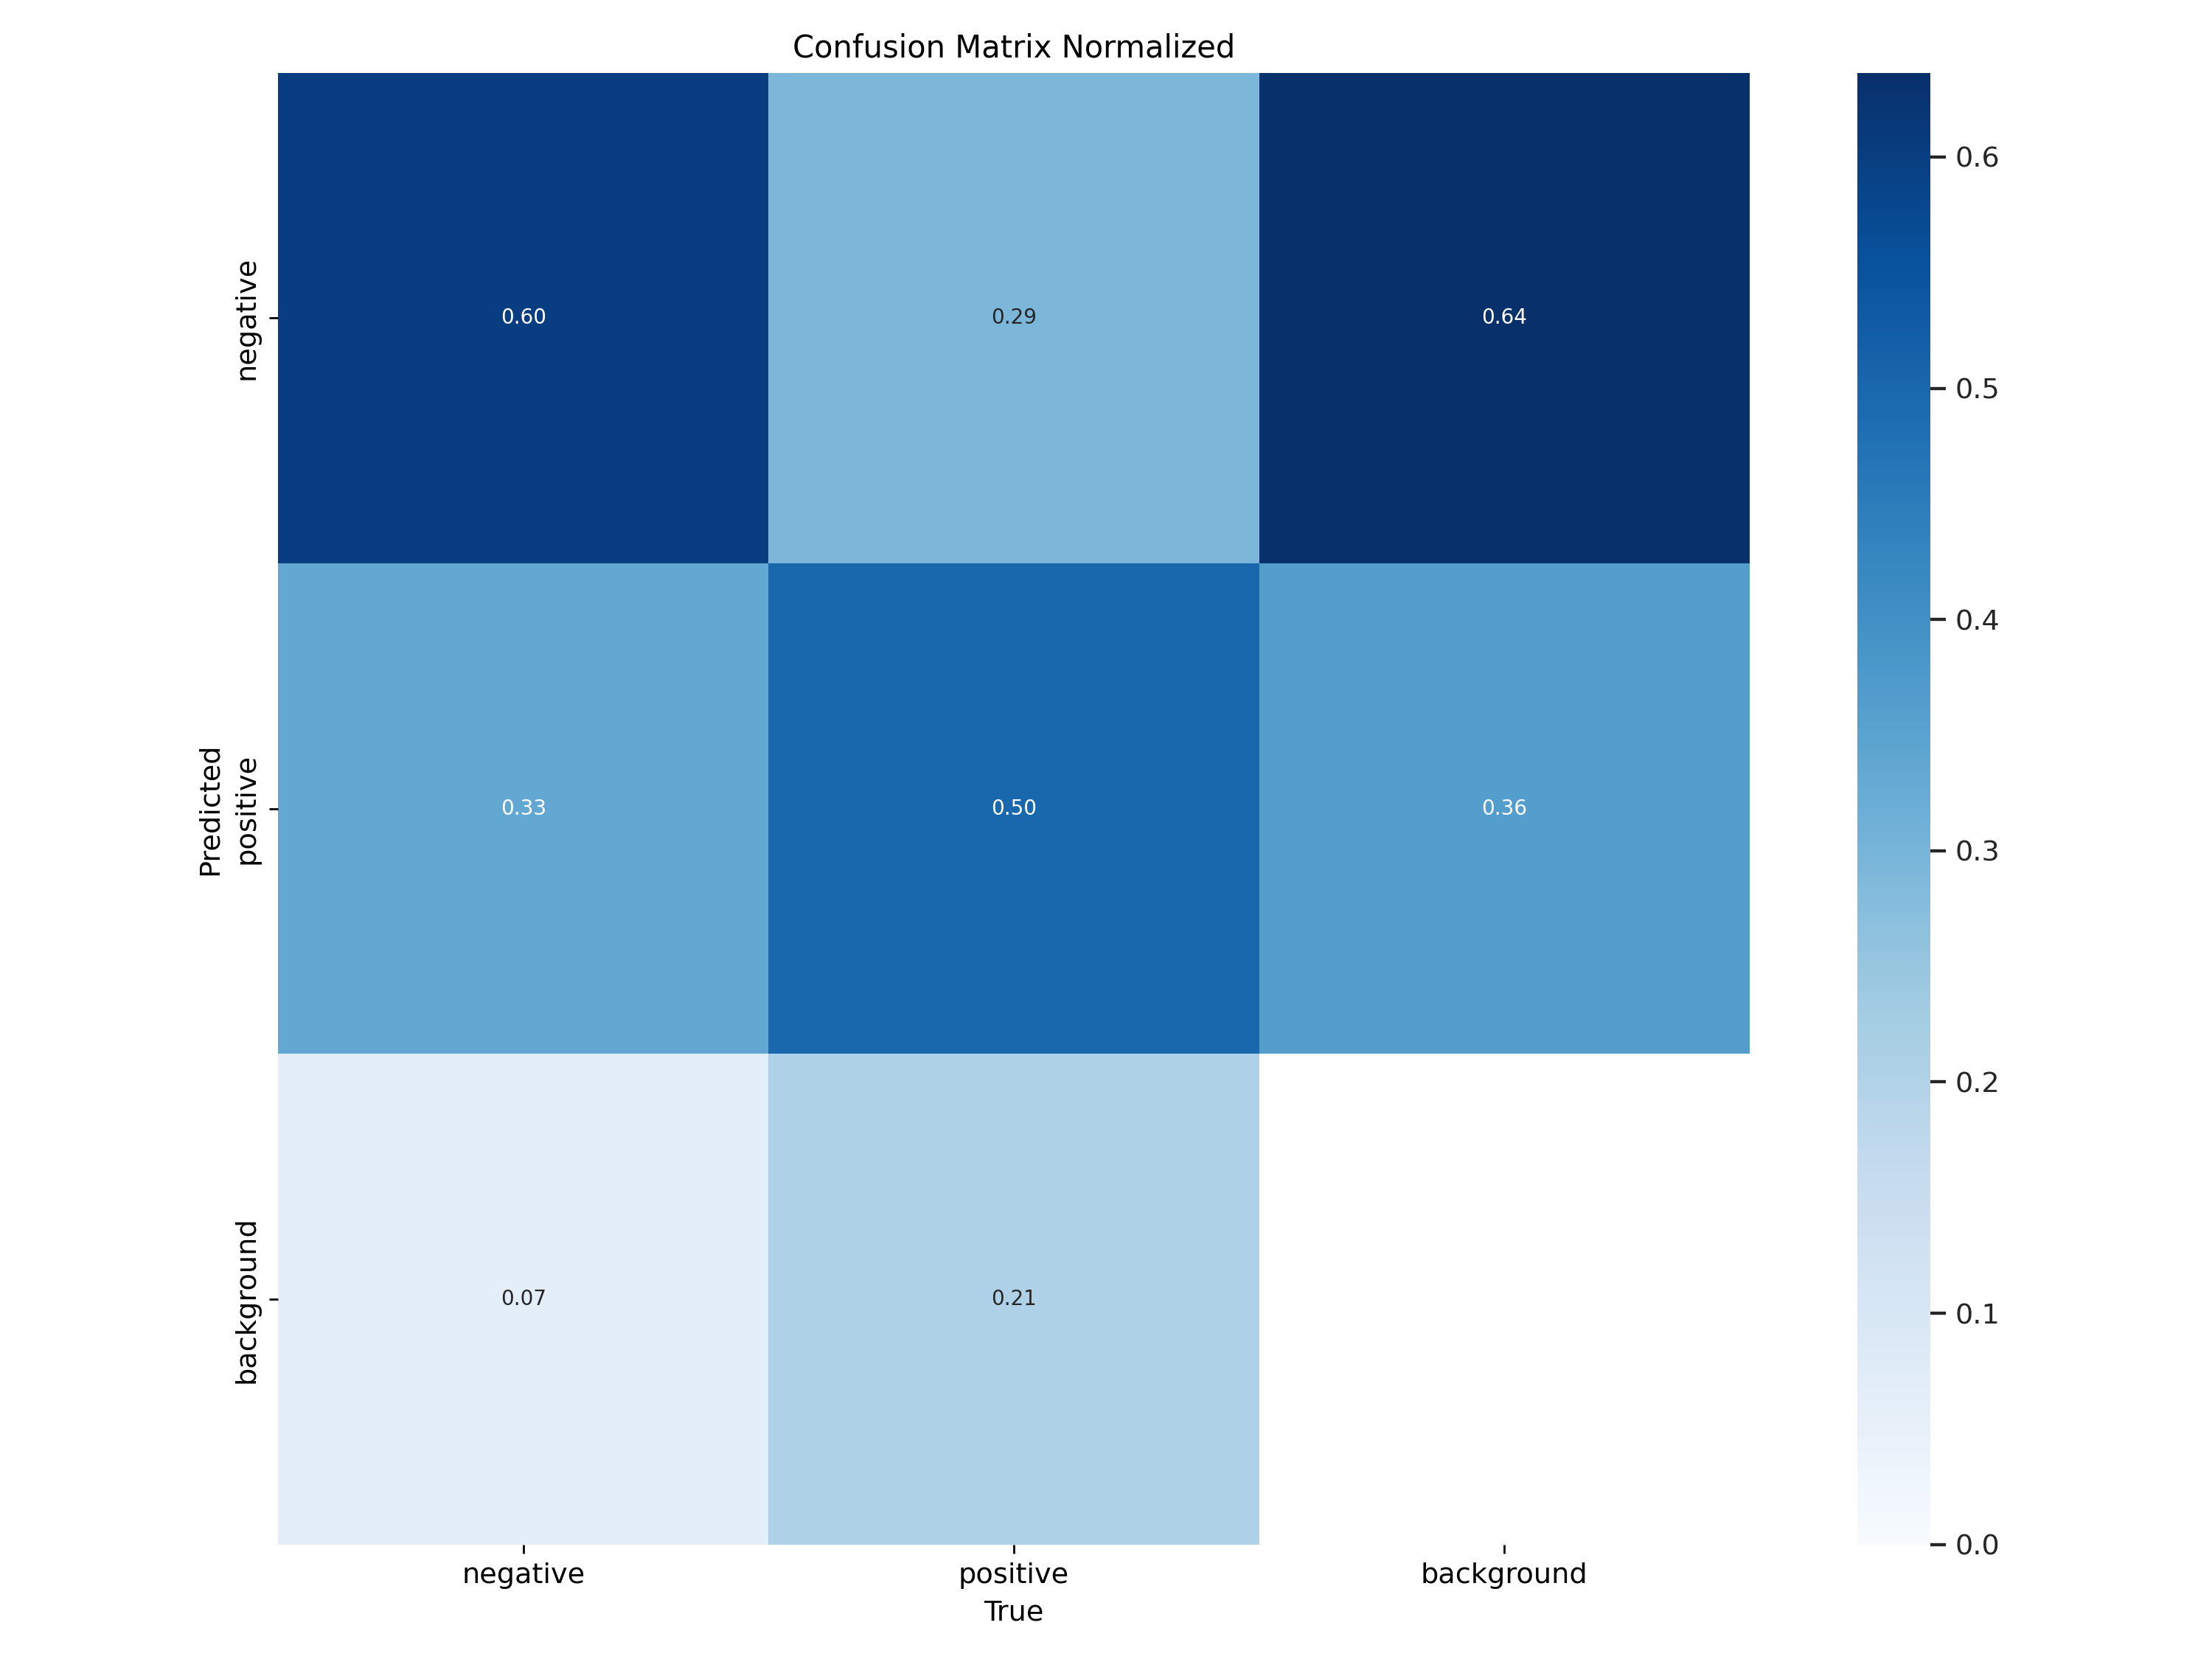 Confusion Matrix Normalized
negative
0.60
0.29
0.64
Predicted
positive
0.33
0.50
0.36
background
0.07
0.21
negative
positive
background
True
0.6
0.5
0.4
0.3
0.2
0.1
0.0